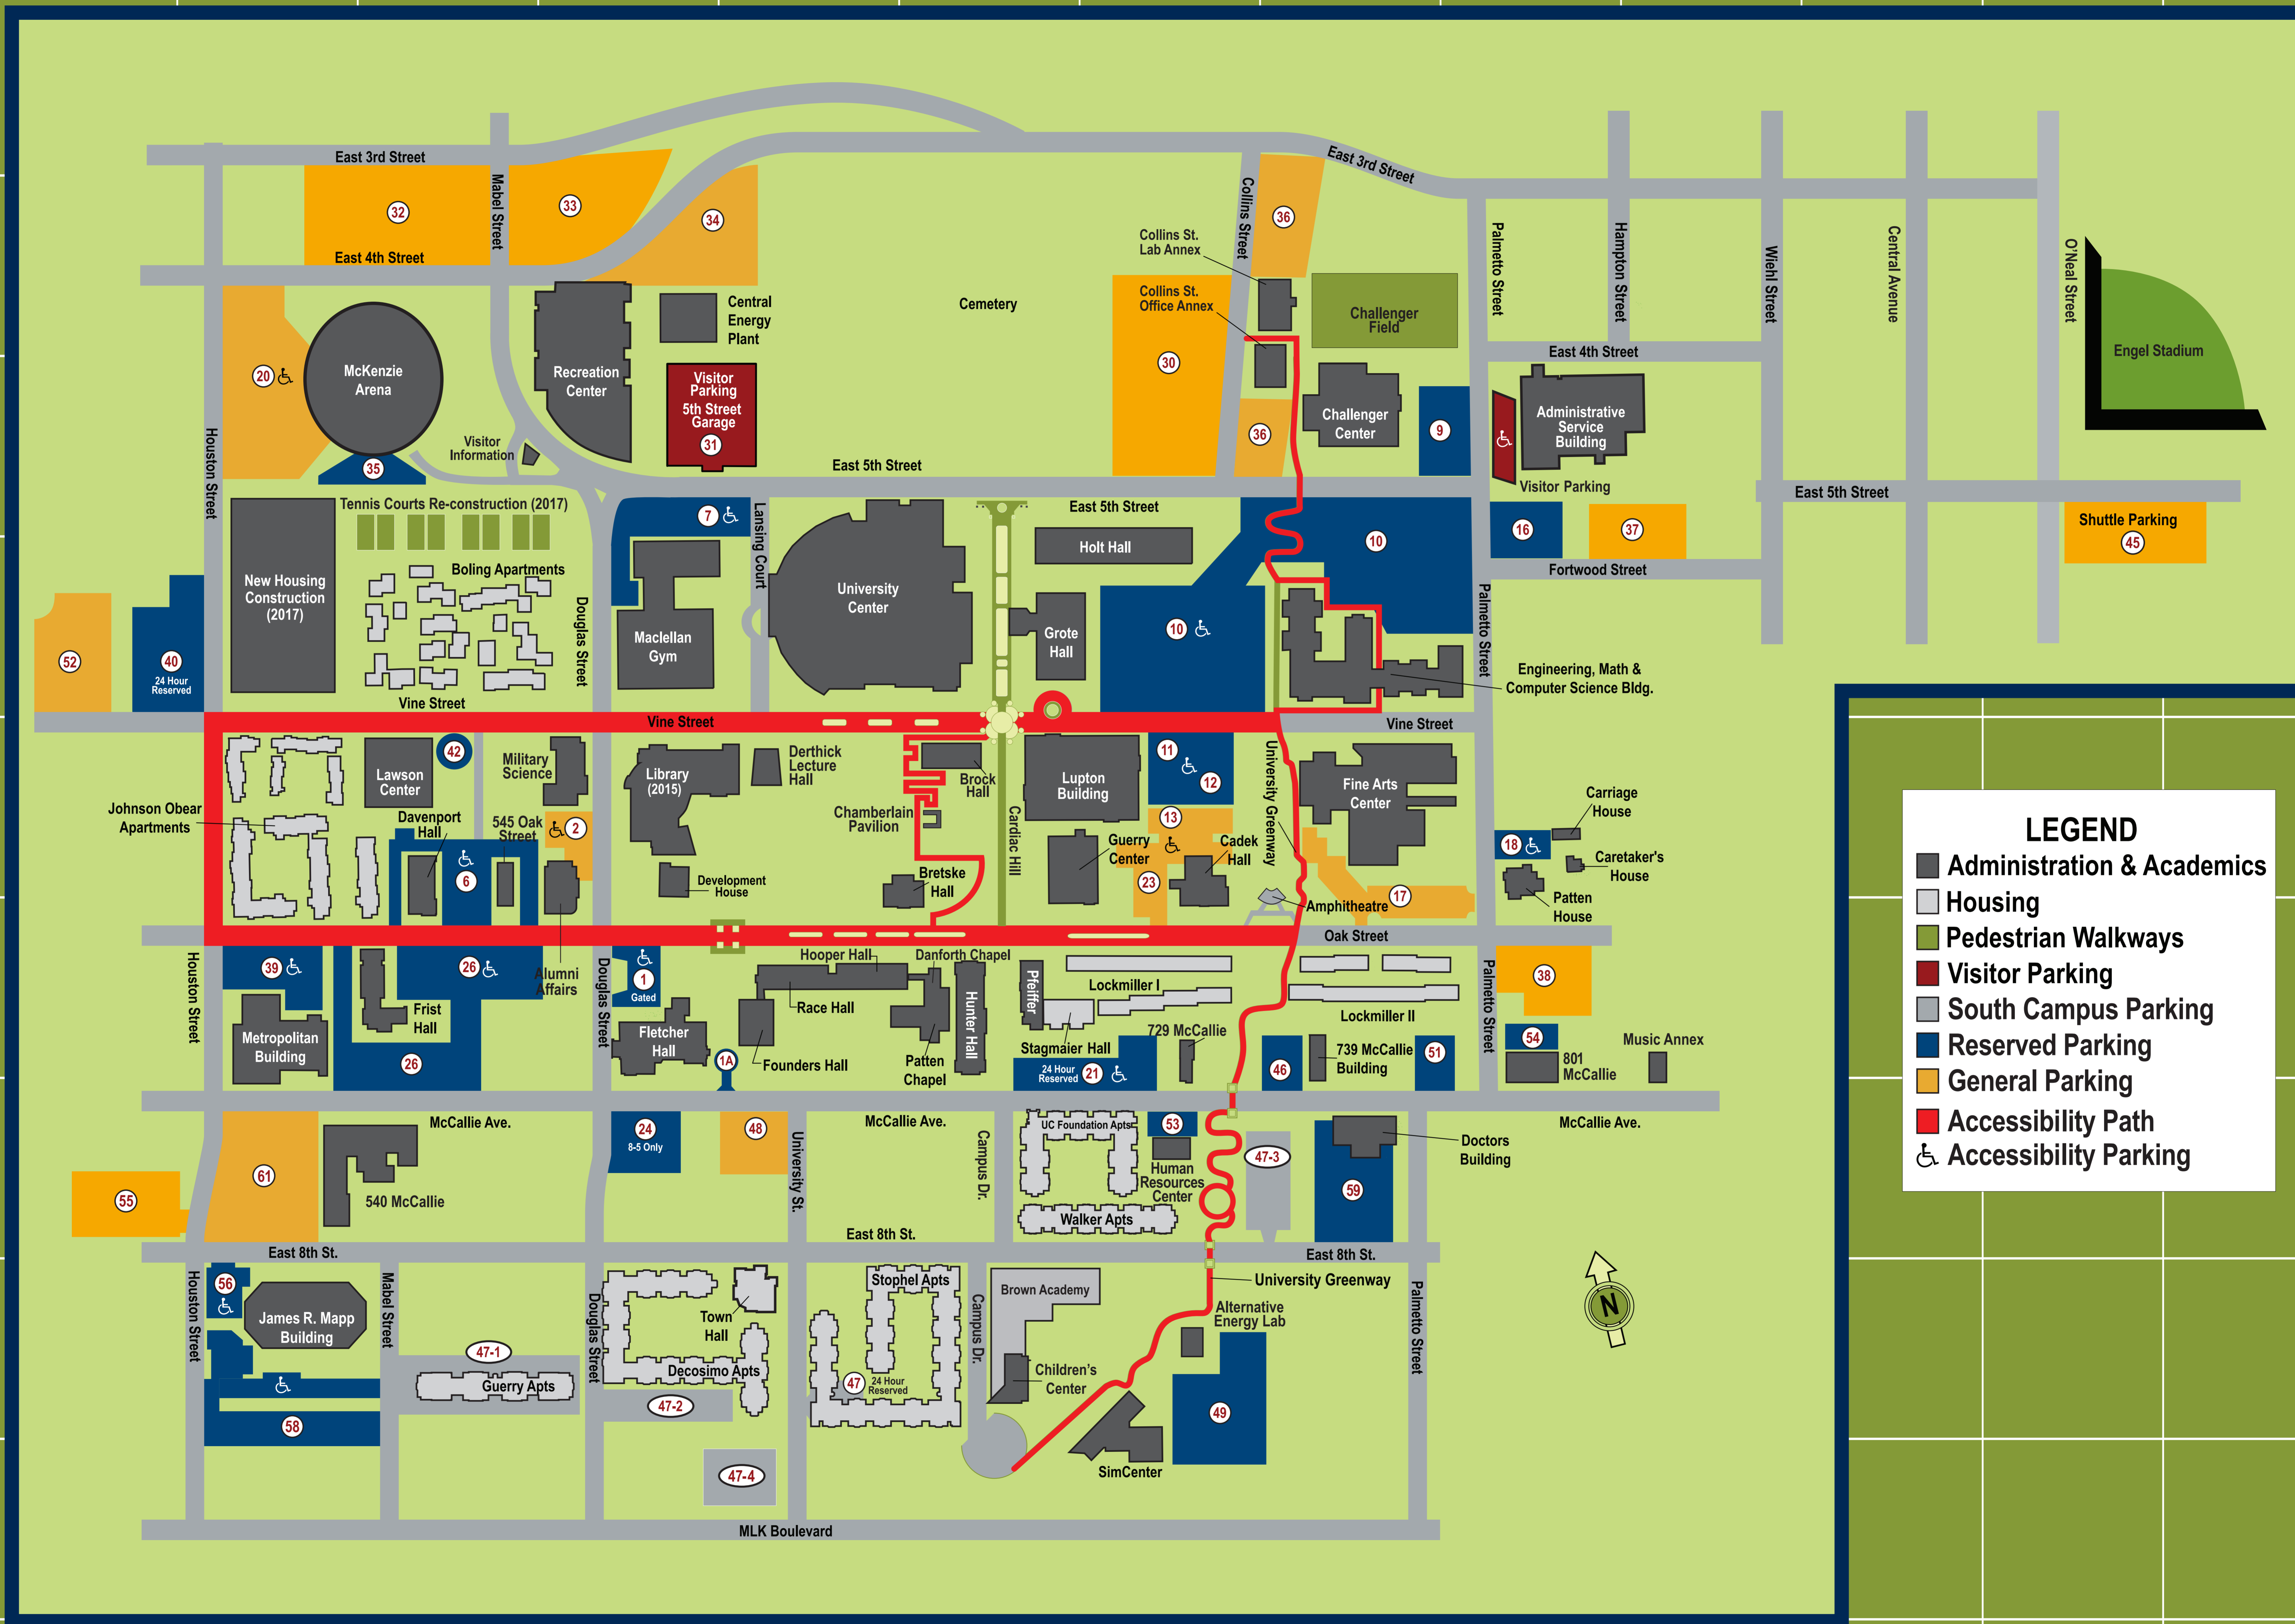 East 3rd Street
East 3rd Street
Mabel Street
32
33
34
East 4th Street
Collins Street
36
Collins St.
Lab Annex
Collins St.
Office Annex
Palmetto Street
Hampton Street
Wiehl Street
Central Avenue
O'Neal Street
Engel Stadium
Challenger
Field
East 4th Street
Cemetery
Central
Energy
Plant
20
McKenzie
Arena
Recreation
Center
Visitor
Parking
5th Street
Garage
31
30
36
Challenger
Center
9
Administrative
Service
Building
Visitor Parking
Houston Street
Visitor
Information
35
East 5th Street
East 5th Street
East 5th Street
Tennis Courts Re-construction (2017)
7
Lansing Court
Holt Hall
10
16
37
Shuttle Parking
45
Fortwood Street
New Housing
Construction
(2017)
Boling Apartments
Douglas Street
Maclellan
Gym
University
Center
Grote
Hall
10
Palmetto Street
Engineering, Math &
Computer Science Bldg.
52
40
24 Hour
Reserved
Vine Street
Vine Street
Vine Street
Lawson
Center
42
Military
Science
Library
(2015)
Derthick
Lecture
Hall
Brock
Hall
Lupton
Building
11
12
University Greenway
Fine Arts
Center
Johnson Obear
Apartments
Davenport
Hall
545 Oak
Street
2
Chamberlain
Pavilion
Cardiac Hill
13
Guerry
Center
Cadek
Hall
Carriage
House
18
Caretaker's
House
Patten
House
6
Development
House
Bretske
Hall
23
Amphitheatre
17
Oak Street
Houston Street
39
26
Alumni
Affairs
Douglas Street
1
Gated
Hooper Hall
Danforth Chapel
Race Hall
Hunter Hall
Pfeiffer
Lockmiller I
Lockmiller II
Palmetto Street
38
Metropolitan
Building
Frist
Hall
26
Fletcher
Hall
1A
Founders Hall
Patten
Chapel
Stagmaier Hall
24 Hour
Reserved
21
729 McCallie
46
739 McCallie
Building
51
54
801
McCallie
Music Annex
McCallie Ave.
McCallie Ave.
McCallie Ave.
61
55
540 McCallie
24
8-5 Only
48
University St.
Campus Dr.
UC Foundation Apts
53
Human
Resources
Center
47-3
Doctors
Building
59
Walker Apts
East 8th St.
East 8th St.
East 8th St.
56
Houston Street
James R. Mapp
Building
Mabel Street
Douglas Street
Town
Hall
Stophel Apts
Campus Dr.
Brown Academy
University Greenway
Alternative
Energy Lab
Palmetto Street
N
47-1
Guerry Apts
Decosimo Apts
47-2
47
24 Hour
Reserved
Children's
Center
49
58
47-4
SimCenter
MLK Boulevard
LEGEND
Administration & Academics
Housing
Pedestrian Walkways
Visitor Parking
South Campus Parking
Reserved Parking
General Parking
Accessibility Path
Accessibility Parking